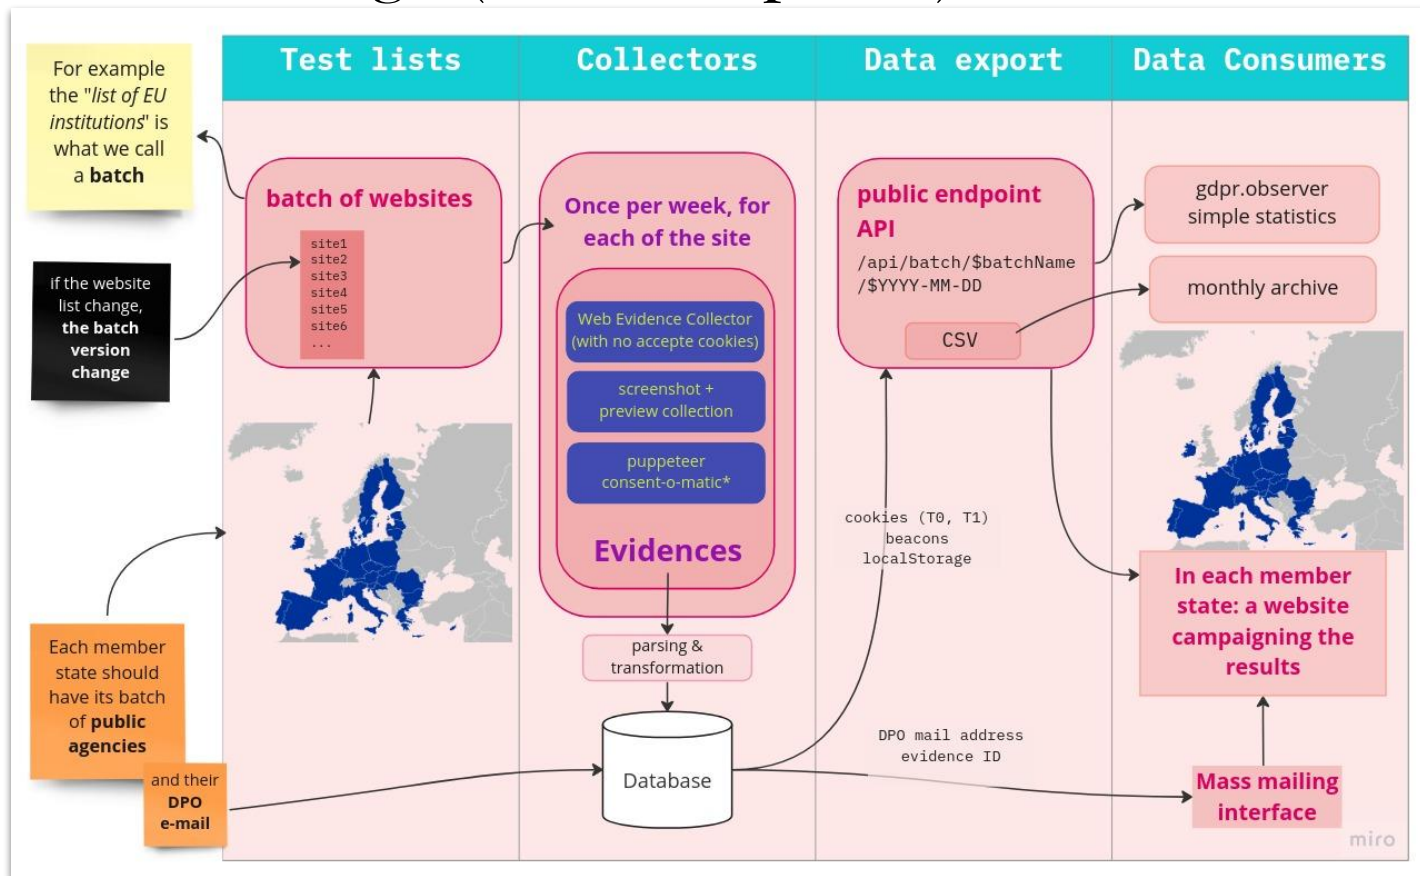 Test lists
Collectors
Data export
Data Consumers
For example
the "list of EU
institutions" is
what we call
a batch
if the website
list change,
the batch
version
change
Each member
state should
have its batch
of public
agencies
and their
DPO
e-mail
batch of websites
site1
site2
site3
site4
site5
site6
...
Once per week, for
each of the site
Web Evidence Collector
(with no accepte cookies)
screenshot +
preview collection
puppeteer
consent-o-matic*
Evidences
parsing &
transformation
Database
public endpoint
API
/api/batch/$batchName
/$YYYY-MM-DD
CSV
cookies (T0, T1)
beacons
localStorage
DPO mail address
evidence ID
gdpr.observer
simple statistics
monthly archive
In each member
state: a website
campaigning the
results
Mass mailing
interface
miro